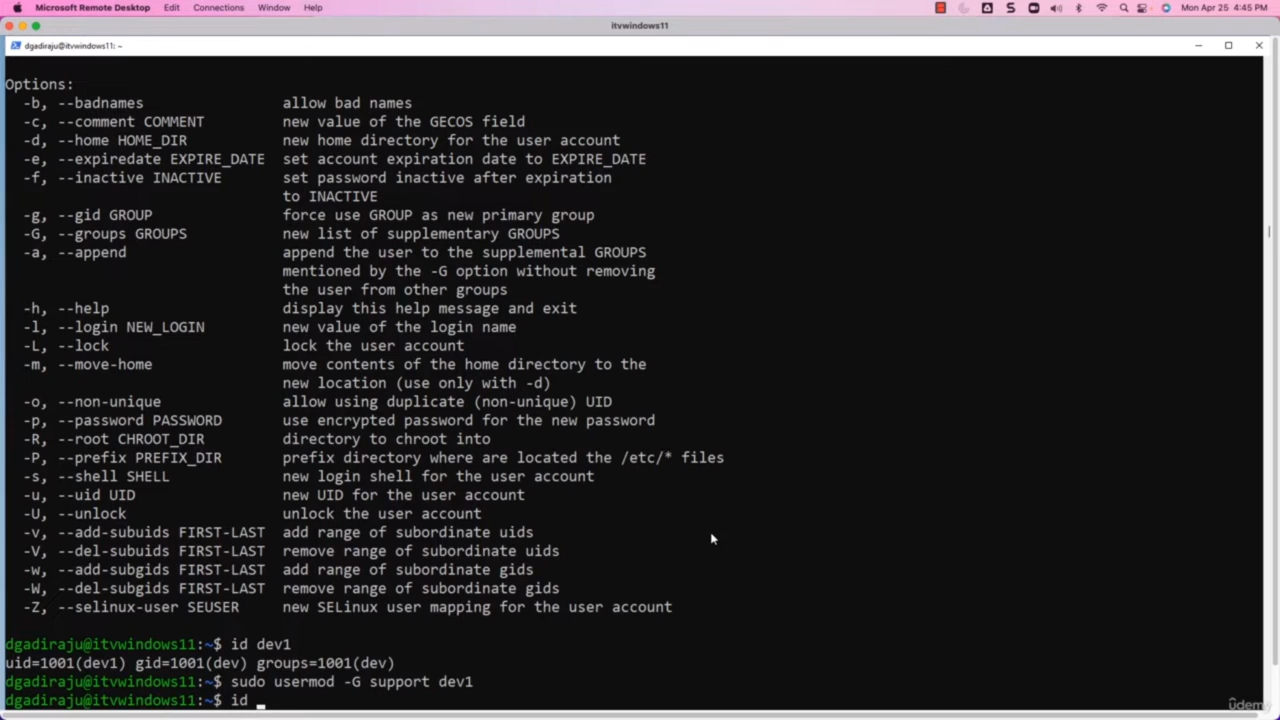 Microsoft Remote Desktop Edit Connections Window Help Mon Apr 25 4:45 PM
itvwindows11
dgadiraju@itvwindows11: ~
Options:
-b, --badnames allow bad names
-c, --comment COMMENT new value of the GECOS field
-d, --home HOME_DIR new home directory for the user account
-e, --expiredate EXPIRE_DATE set account expiration date to EXPIRE_DATE
-f, --inactive INACTIVE set password inactive after expiration
to INACTIVE
-g, --gid GROUP force use GROUP as new primary group
-G, --groups GROUPS new list of supplementary GROUPS
-a, --append append the user to the supplemental GROUPS
mentioned by the -G option without removing
the user from other groups
-h, --help display this help message and exit
-l, --login NEW_LOGIN new value of the login name
-L, --lock lock the user account
-m, --move-home move contents of the home directory to the
new location (use only with -d)
-o, --non-unique allow using duplicate (non-unique) UID
-p, --password PASSWORD use encrypted password for the new password
-R, --root CHROOT_DIR directory to chroot into
-P, --prefix PREFIX_DIR prefix directory where are located the /etc/* files
-s, --shell SHELL new login shell for the user account
-u, --uid UID new UID for the user account
-U, --unlock unlock the user account
-v, --add-subuids FIRST-LAST add range of subordinate uids
-V, --del-subuids FIRST-LAST remove range of subordinate uids
-w, --add-subgids FIRST-LAST add range of subordinate gids
-W, --del-subgids FIRST-LAST remove range of subordinate gids
-Z, --selinux-user SEUSER new SELinux user mapping for the user account
dgadiraju@itvwindows11:~$ id dev1
uid=1001(dev1) gid=1001(dev) groups=1001(dev)
dgadiraju@itvwindows11:~$ sudo usermod -G support dev1
dgadiraju@itvwindows11:~$ id
ûdemy